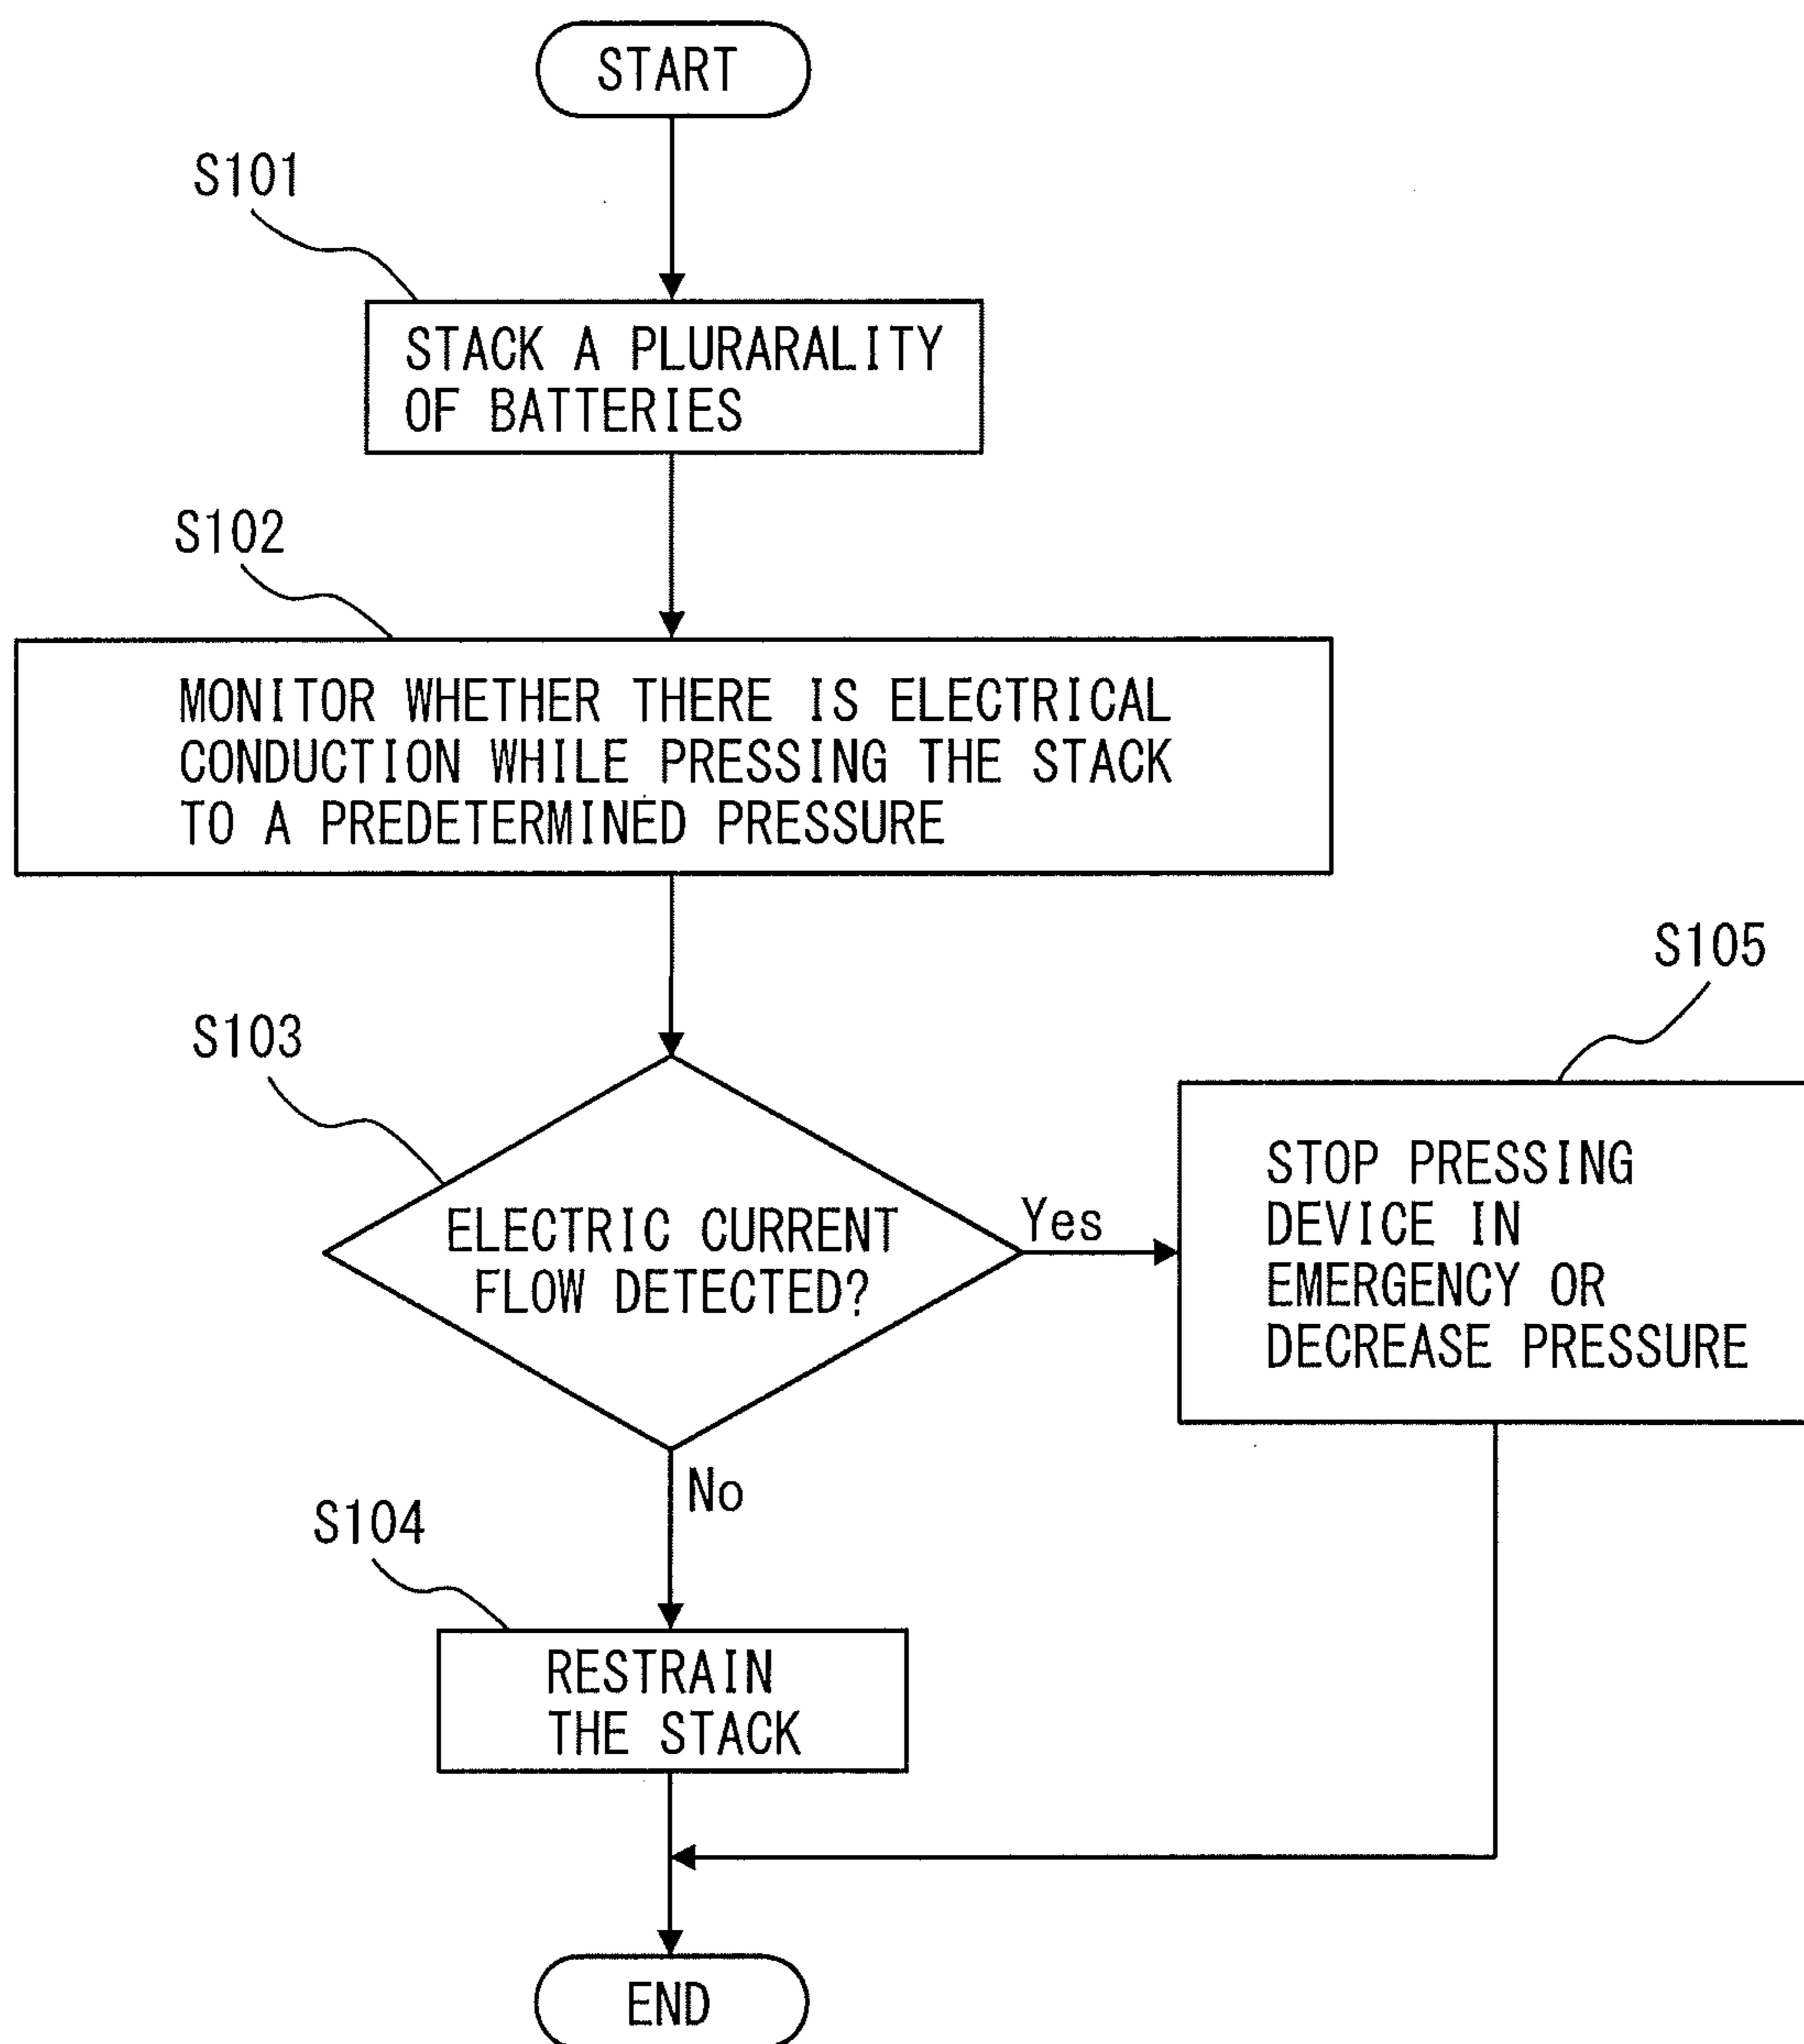 START
S101
STACK A PLURARALITY
OF BATTERIES
S102
MONITOR WHETHER THERE IS ELECTRICAL
CONDUCTION WHILE PRESSING THE STACK
TO A PREDETERMINED PRESSURE
S103
ELECTRIC CURRENT
FLOW DETECTED?
Yes
S105
STOP PRESSING
DEVICE IN
EMERGENCY OR
DECREASE PRESSURE
No
S104
RESTRAIN
THE STACK
END